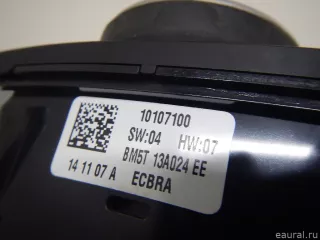 10107100
SW:04 HW:07
BM5T 13A024 EE
14 11 07 A ECBRA
© eaural.ru